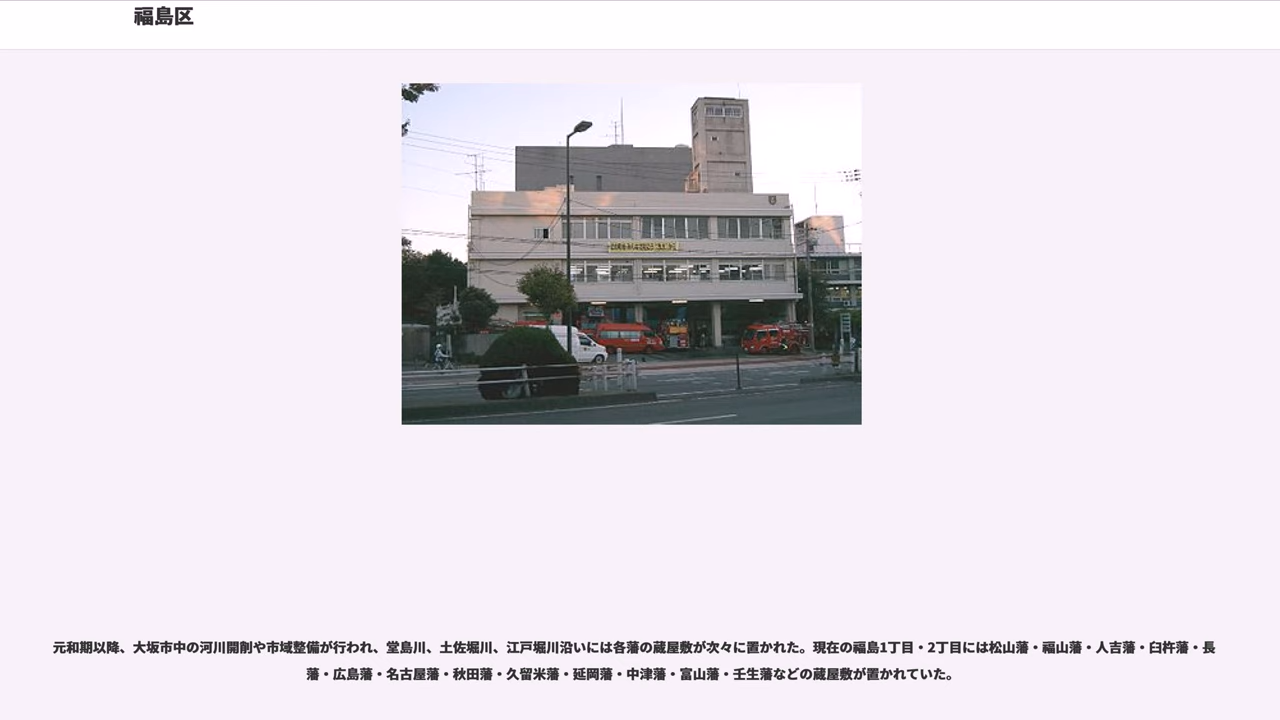 福島区
元和期以降、大坂市中の河川開削や市域整備が行われ、堂島川、土佐堀川、江戸堀川沿いには各藩の蔵屋敷が次々に置かれた。現在の福島1丁目・2丁目には松山藩・福山藩・人吉藩・臼杵藩・長
藩・広島藩・名古屋藩・秋田藩・久留米藩・延岡藩・中津藩・富山藩・壬生藩などの蔵屋敷が置かれていた。